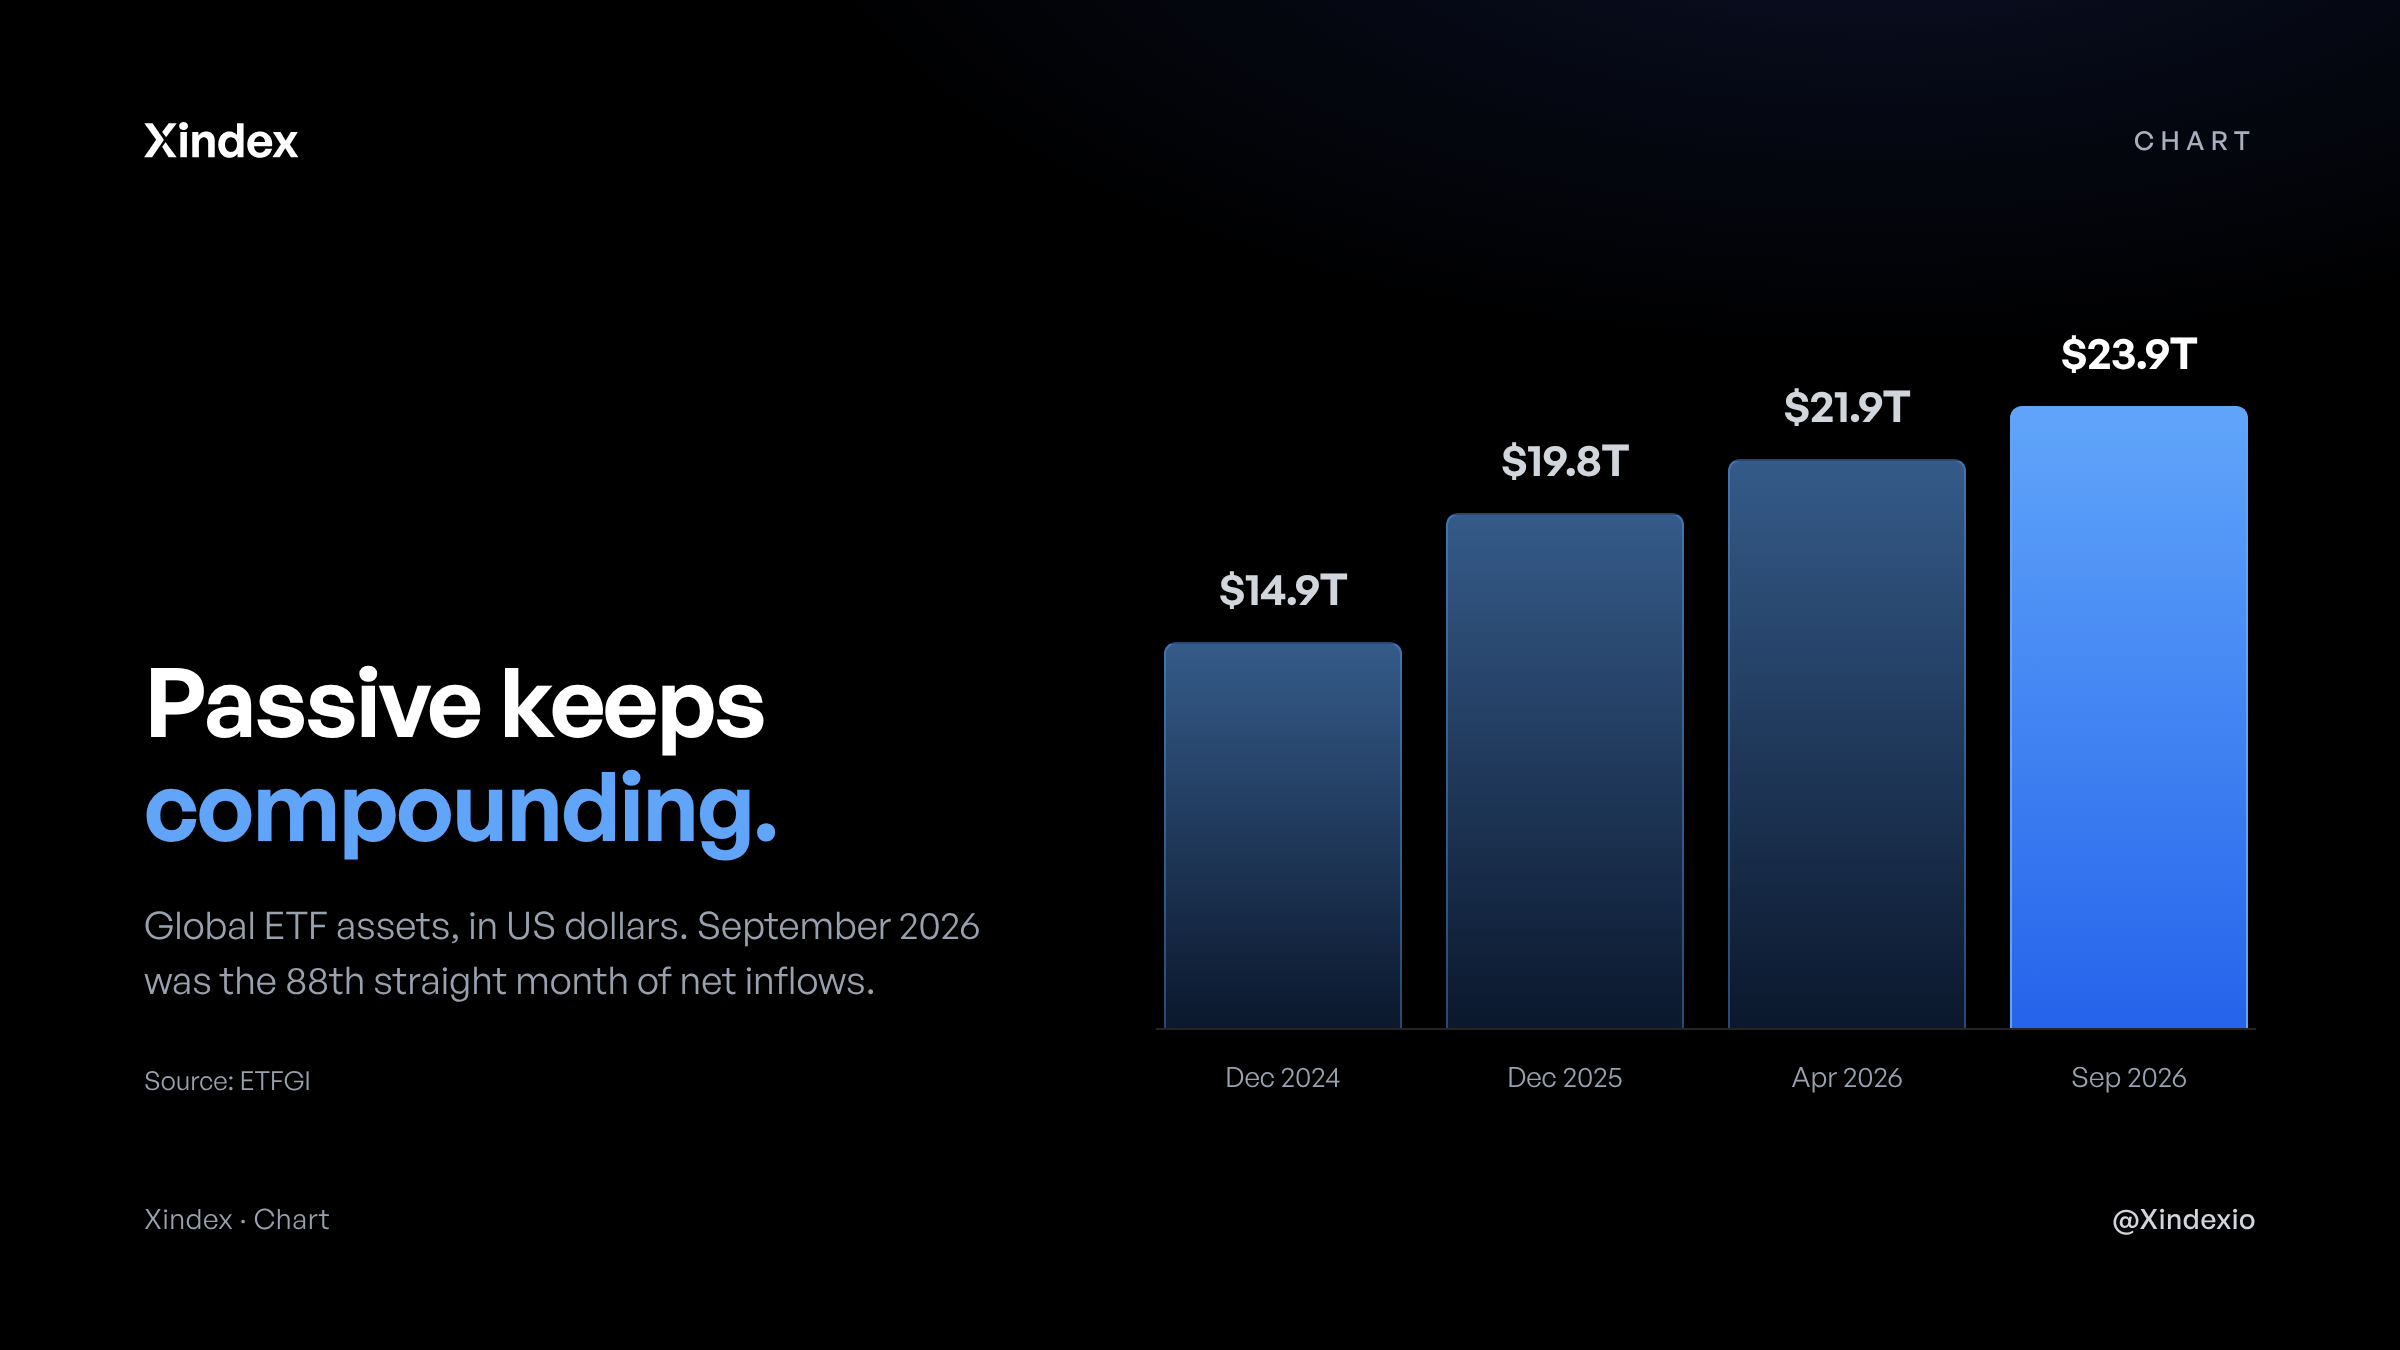 Xindex
CHART
Passive keeps
compounding.
Global ETF assets, in US dollars. September 2026
was the 88th straight month of net inflows.
Source: ETFGI
$14.9T
$19.8T
$21.9T
$23.9T
Dec 2024
Dec 2025
Apr 2026
Sep 2026
Xindex · Chart
@Xindexio